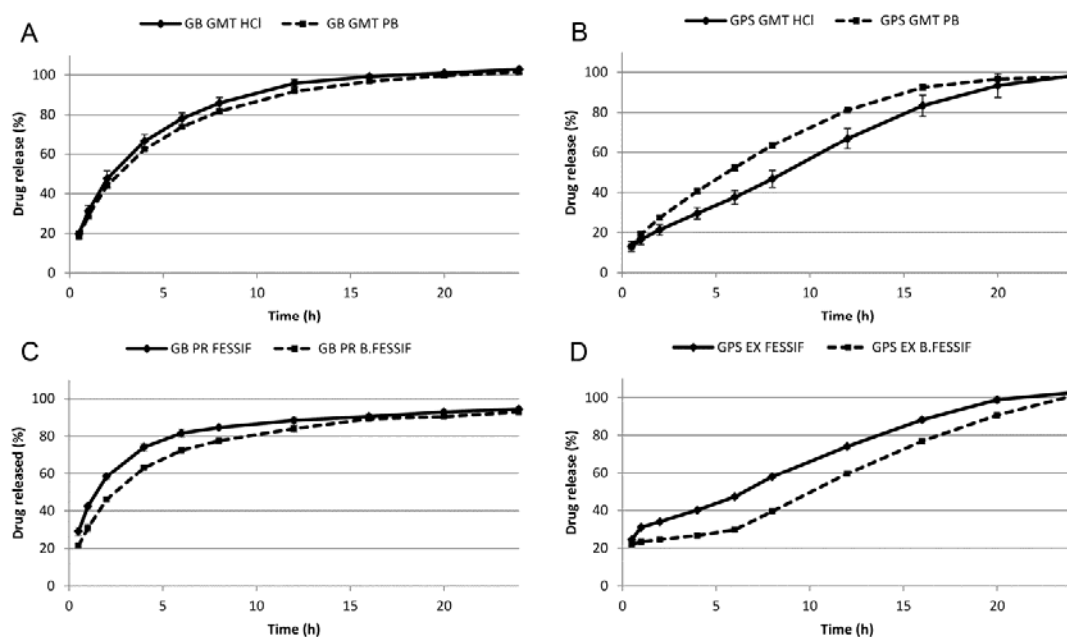 A
GB GMT HCl GB GMT PB
Drug release (%)
100
80
60
40
20
0
0 5 10 15 20
Time (h)
B
GPS GMT HCl GPS GMT PB
Drug release (%)
100
80
60
40
20
0
0 5 10 15 20
Time (h)
C
GB PR FESSIF GB PR B.FESSIF
Drug released (%)
100
80
60
40
20
0
0 5 10 15 20
Time (h)
D
GPS EX FESSIF GPS EX B.FESSIF
Drug release (%)
100
80
60
40
20
0
0 5 10 15 20
Time (h)